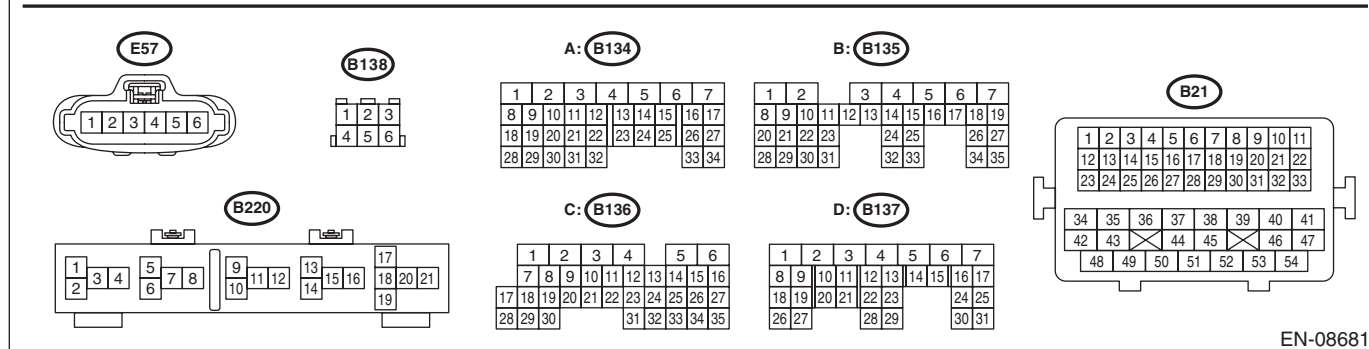 E57
1 2 3 4 5 6
B138
1 2 3
4 5 6
A: B134
1 2 3 4 5 6 7
8 9 10 11 12 13 14 15 16 17
18 19 20 21 22 23 24 25 26 27
28 29 30 31 32 33 34
B: B135
1 2 3 4 5 6 7
8 9 10 11 12 13 14 15 16 17 18 19
20 21 22 23 24 25 26 27
28 29 30 31 32 33 34 35
B21
1 2 3 4 5 6 7 8 9 10 11
12 13 14 15 16 17 18 19 20 21 22
23 24 25 26 27 28 29 30 31 32 33
34 35 36 37 38 39 40 41
42 43 44 45 46 47
48 49 50 51 52 53 54
B220
1 2 3 4 5 6 7 8 9 10 11 12 13 14 15 16 17 18 19 20 21
C: B136
1 2 3 4 5 6
7 8 9 10 11 12 13 14 15 16
17 18 19 20 21 22 23 24 25 26 27
28 29 30 31 32 33 34 35
D: B137
1 2 3 4 5 6 7
8 9 10 11 12 13 14 15 16 17
18 19 20 21 22 23 24 25
26 27 28 29 30 31
EN-08681